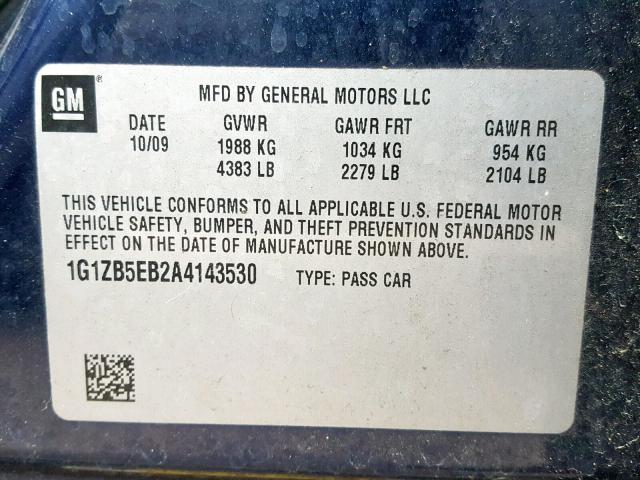 GM ® MFD BY GENERAL MOTORS LLC
DATE GVWR GAWR FRT GAWR RR
10/09 1988 KG 1034 KG 954 KG
4383 LB 2279 LB 2104 LB
THIS VEHICLE CONFORMS TO ALL APPLICABLE U.S. FEDERAL MOTOR
VEHICLE SAFETY, BUMPER, AND THEFT PREVENTION STANDARDS IN
EFFECT ON THE DATE OF MANUFACTURE SHOWN ABOVE.
1G1ZB5EB2A4143530 TYPE: PASS CAR